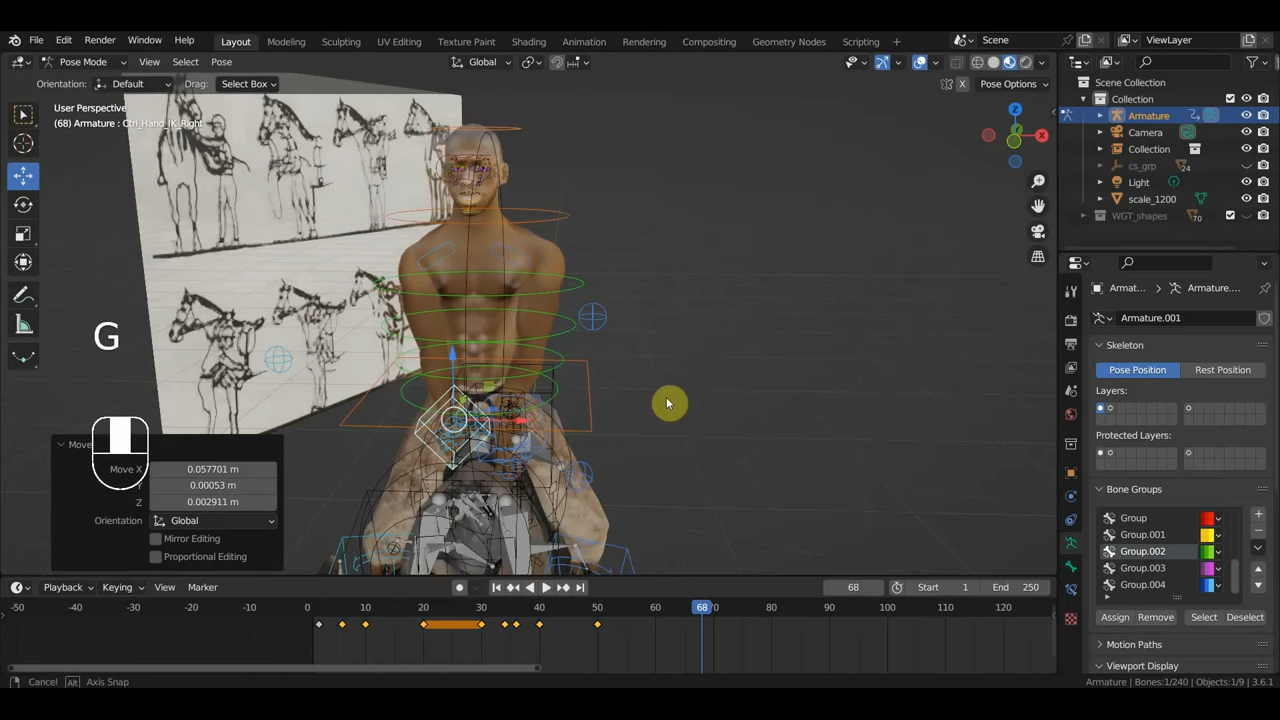 File Edit Render Window Help Layout Modeling Sculpting UV Editing Texture Paint Shading Animation Rendering Compositing Geometry Nodes Scripting + Scene ViewLayer
Pose Mode View Select Pose Global X Pose Options
Orientation: Default Drag: Select Box
User Perspective
(68) Armature : Ctrl_Hand_IK_Right
Z
X
Y
G
Move
Move X 0.057701 m
Y 0.00053 m
Z 0.002911 m
Orientation Global
Mirror Editing
Proportional Editing
Scene Collection
Collection
Armature
Camera
Collection
cs_grp 24
Light
scale_1200
WGT_shapes 70
Armat... Armature....
Armature.001
Skeleton
Pose Position Rest Position
Layers:
Protected Layers:
Bone Groups
Group
Group.001
Group.002
Group.003
Group.004
Assign Remove Select Deselect
Motion Paths
Viewport Display
Playback Keying View Marker 68 Start 1 End 250
-50 -40 -30 -20 -10 0 10 20 30 40 50 60 68 70 80 90 100 110 120
Cancel Alt Axis Snap Armature | Bones:1/240 | Objects:1/9 | 3.6.1